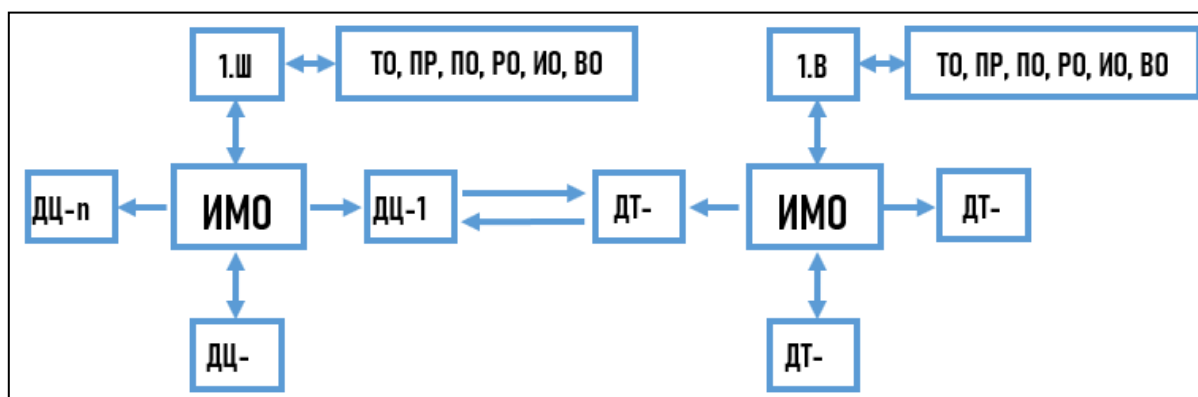 1.Ш
ТО, ПР, ПО, РО, ИО, ВО
1.В
ТО, ПР, ПО, РО, ИО, ВО
ДЦ-n
ИМО
ДЦ-1
ДТ-
ИМО
ДТ-
ДЦ-
ДТ-